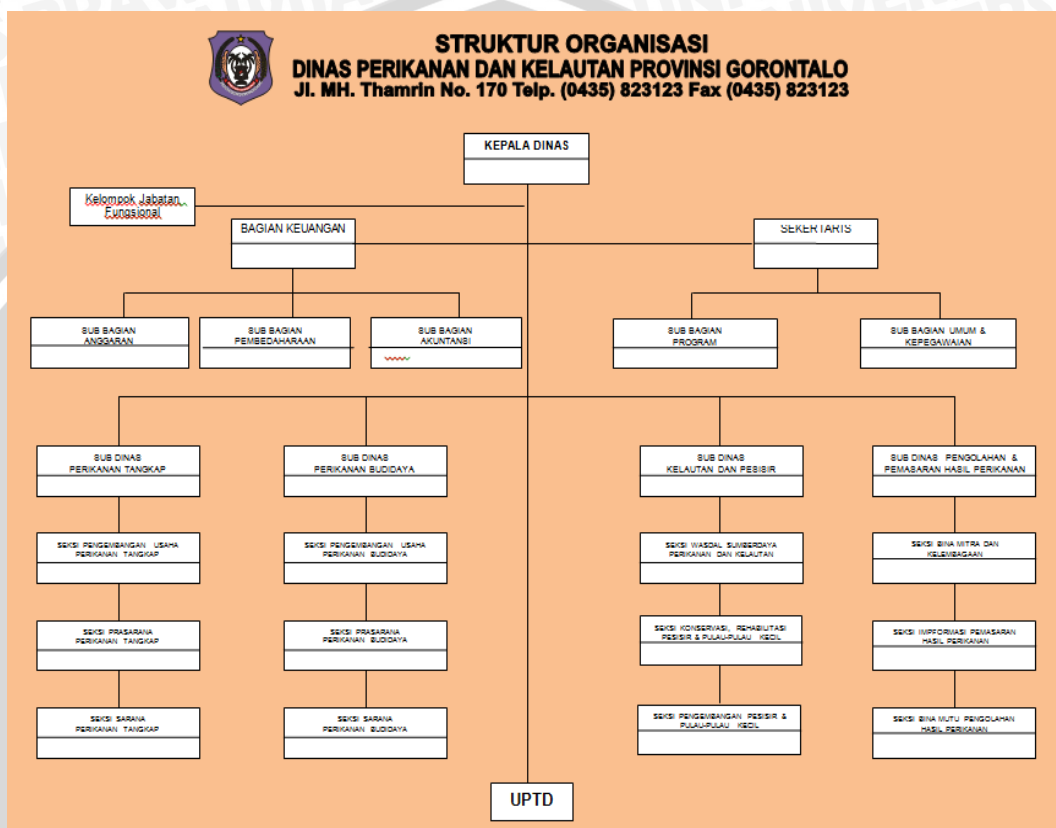 STRUKTUR ORGANISASI
DINAS PERIKANAN DAN KELAUTAN PROVINSI GORONTALO
Jl. MH. Thamrin No. 170 Telp. (0435) 823123 Fax (0435) 823123
KEPALA DINAS
Kelompok Jabatan
Fungsional
BAGIAN KEUANGAN
SEKERTARIS
SUB BAGIAN
ANGGARAN
SUB BAGIAN
PEMBEDAHARAAN
SUB BAGIAN
AKUNTANSI
SUB BAGIAN
PROGRAM
SUB BAGIAN UMUM &
KEPEGAWAIAN
SUB DINAS
PERIKANAN TANGKAP
SUB DINAS
PERIKANAN BUDIDAYA
SUB DINAS
KELAUTAN DAN PESISIR
SUB DINAS PENGOLAHAN &
PEMASARAN HASIL PERIKANAN
SEKSI PENGEMBANGAN USAHA
PERIKANAN TANGKAP
SEKSI PENGEMBANGAN USAHA
PERIKANAN BUDIDAYA
SEKSI WASDAL SUMBERDAYA
PERIKANAN DAN KELAUTAN
SEKSI BINA MITRA DAN
KELEMBAGAAN
SEKSI PRASARANA
PERIKANAN TANGKAP
SEKSI PRASARANA
PERIKANAN BUDIDAYA
SEKSI KONSERVASI, REHABILITASI
PESISIR & PULAU-PULAU KECIL
SEKSI IMPFORMASI PEMASARAN
HASIL PERIKANAN
SEKSI SARANA
PERIKANAN TANGKAP
SEKSI SARANA
PERIKANAN BUDIDAYA
SEKSI PENGEMBANGAN PESISIR &
PULAU-PULAU KECIL
SEKSI BINA MUTU PENGOLAHAN
HASIL PERIKANAN
UPTD